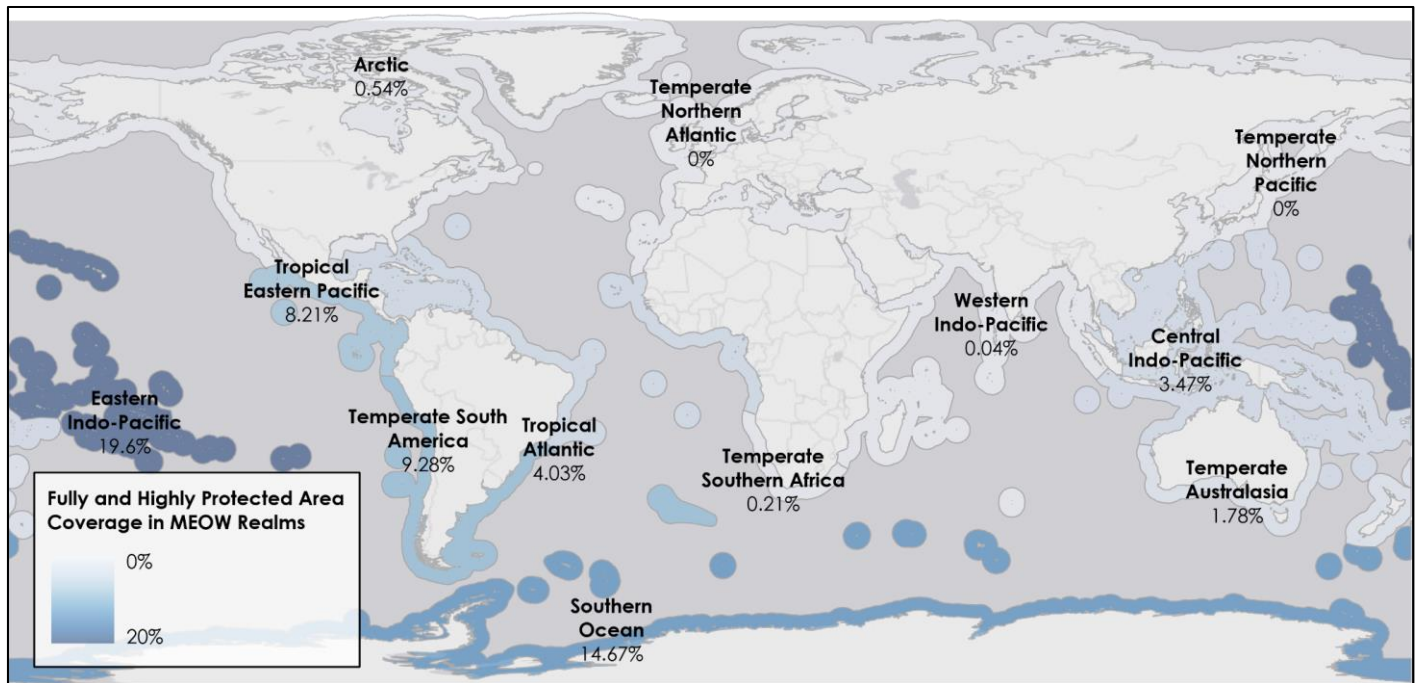 Arctic
0.54%
Temperate
Northern
Atlantic
0%
Temperate
Northern
Pacific
0%
Tropical
Eastern Pacific
8.21%
Western
Indo-Pacific
0.04%
Central
Indo-Pacific
3.47%
Eastern
Indo-Pacific
19.6%
Temperate South
America
9.28%
Tropical
Atlantic
4.03%
Temperate
Southern Africa
0.21%
Temperate
Australasia
1.78%
Fully and Highly Protected Area
Coverage in MEOW Realms
0%
20%
Southern
Ocean
14.67%